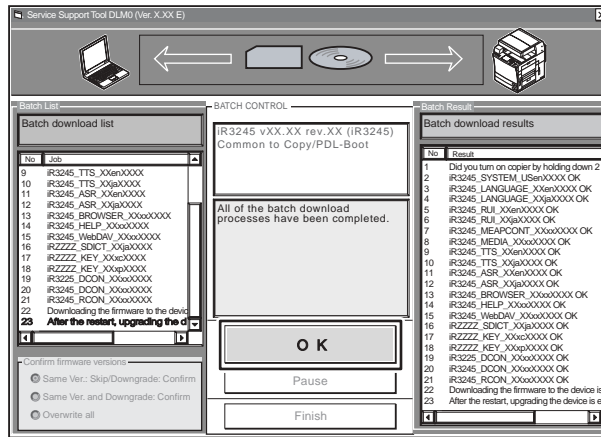 Service Support Tool DLM0 (Ver. X.XX E)
Batch List
Batch download list
No Job
9 iR3245_TTS_XXenXXXX
10 iR3245_TTS_XXjaXXXX
11 iR3245_ASR_XXenXXXX
12 iR3245_ASR_XXjaXXXX
13 iR3245_BROWSER_XXxxXXXX
14 iR3245_HELP_XXxxXXXX
15 iR3245_WebDAV_XXxxXXXX
16 iRZZZZ_SDICT_XXjaXXXX
17 iRZZZZ_KEY_XXxcXXXX
18 iRZZZZ_KEY_XXxpXXXX
19 iR3225_DCON_XXxxXXXX
20 iR3245_DCON_XXxxXXXX
21 iR3245_RCON_XXxxXXXX
22 Downloading the firmware to the devic
23 After the restart, upgrading the d
Confirm firmware versions
Same Ver.: Skip/Downgrade: Confirm
Same Ver. and Downgrade: Confirm
Overwrite all
BATCH CONTROL
iR3245 vXX.XX rev.XX (iR3245)
Common to Copy/PDL-Boot
All of the batch download
processes have been completed.
OK
Pause
Finish
Batch Result
Batch download results
No Result
1 Did you turn on copier by holding down 2
2 iR3245_SYSTEM_USenXXXX OK
3 iR3245_LANGUAGE_XXenXXXX OK
4 iR3245_LANGUAGE_XXjaXXXX OK
5 iR3245_RUI_XXenXXXX OK
6 iR3245_RUI_XXjaXXXX OK
7 iR3245_MEAPCONT_XXxxXXXX OK
8 iR3245_MEDIA_XXxxXXXX OK
9 iR3245_TTS_XXenXXXX OK
10 iR3245_TTS_XXjaXXXX OK
11 iR3245_ASR_XXenXXXX OK
12 iR3245_ASR_XXjaXXXX OK
13 iR3245_BROWSER_XXxxXXXX OK
14 iR3245_HELP_XXxxXXXX OK
15 iR3245_WebDAV_XXxxXXXX OK
16 iRZZZZ_SDICT_XXjaXXXX OK
17 iRZZZZ_KEY_XXxcXXXX OK
18 iRZZZZ_KEY_XXxpXXXX OK
19 iR3225_DCON_XXxxXXXX OK
20 iR3245_DCON_XXxxXXXX OK
21 iR3245_RCON_XXxxXXXX OK
22 Downloading the firmware to the device is
23 After the restart, upgrading the device is e